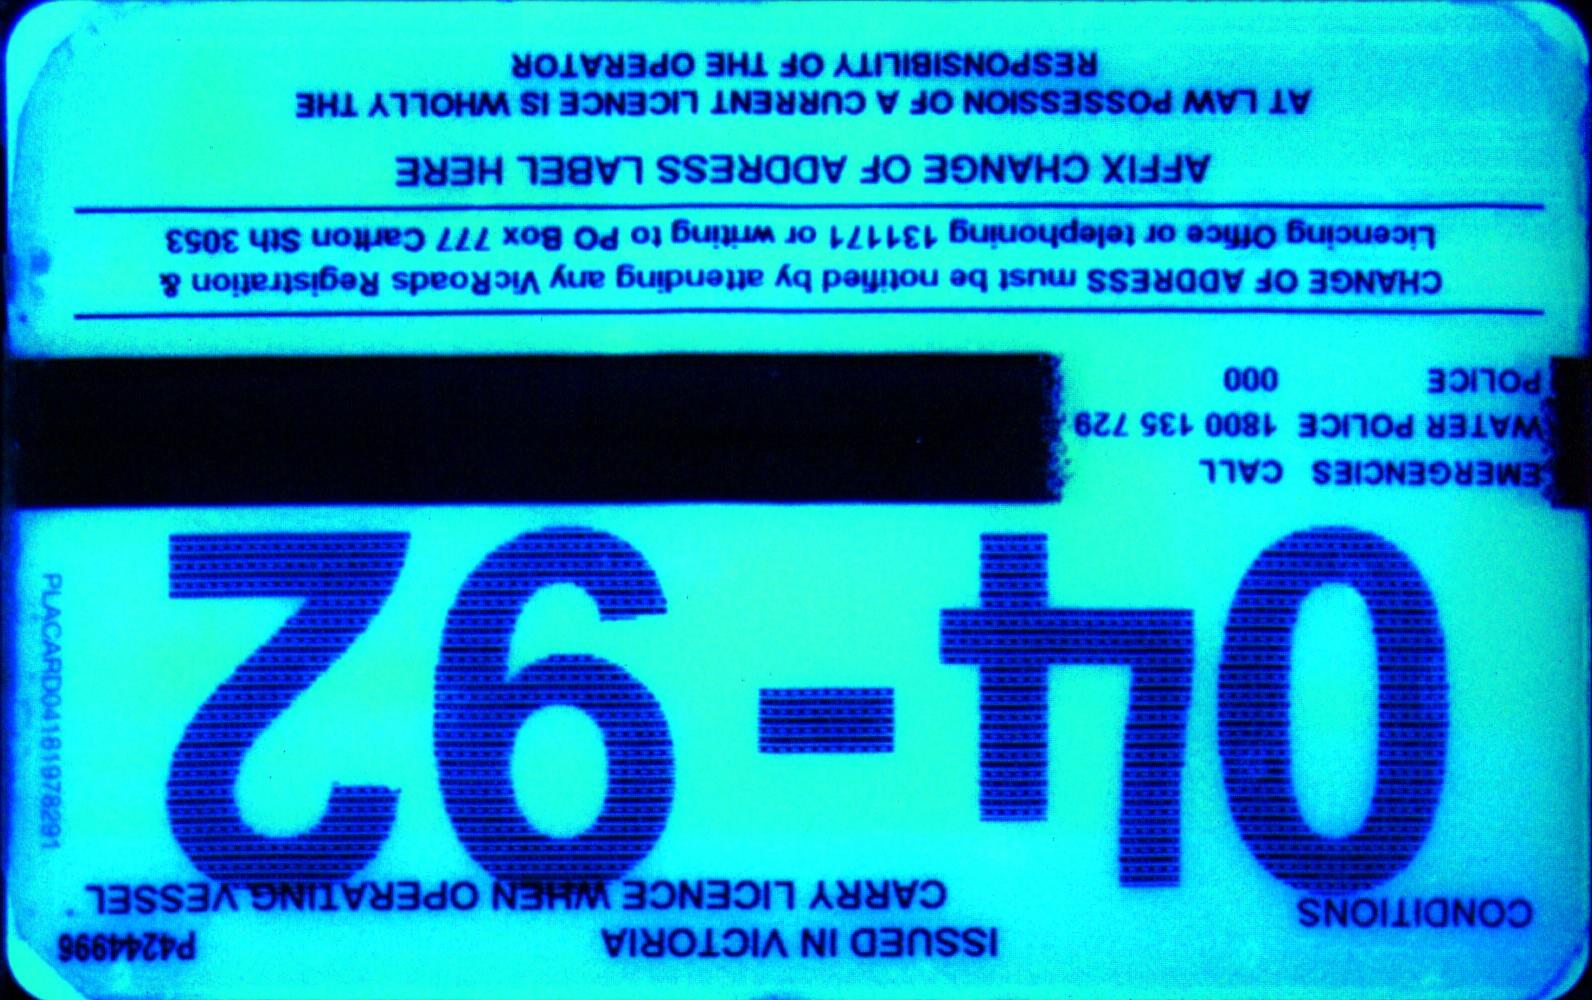 CONDITIONS
ISSUED IN VICTORIA
P4244996
CARRY LICENCE WHEN OPERATING VESSEL
04-92
PLACARD04161978291
EMERGENCIES CALL
WATER POLICE 1800 135 729
POLICE 000
CHANGE OF ADDRESS must be notified by attending any VicRoads Registration &
Licencing Office or telephoning 131171 or writing to PO Box 777 Carlton Sth 3053
AFFIX CHANGE OF ADDRESS LABEL HERE
AT LAW POSSESSION OF A CURRENT LICENCE IS WHOLLY THE
RESPONSIBILITY OF THE OPERATOR